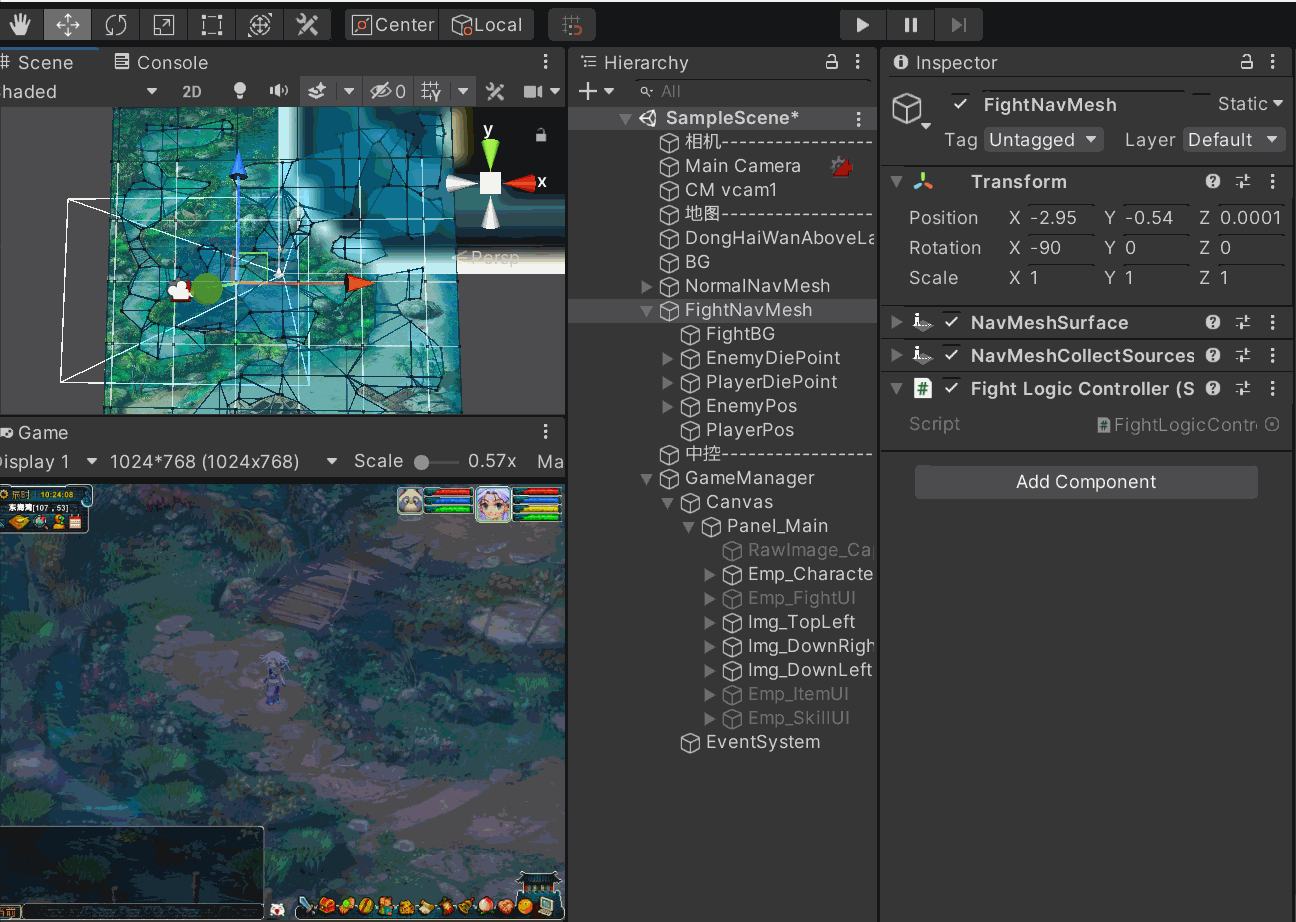 Center
Local
Scene
Console
haded
2D
0
y
x
Persp
Game
isplay 1
1024*768 (1024x768)
Scale
0.57x
Ma
辰时
10:24:08
东海湾[107 , 53]
Hierarchy
All
SampleScene*
相机------------------
Main Camera
CM vcam1
地图------------------
DongHaiWanAboveLa
BG
NormalNavMesh
FightNavMesh
FightBG
EnemyDiePoint
PlayerDiePoint
EnemyPos
PlayerPos
中控------------------
GameManager
Canvas
Panel_Main
RawImage_Ca
Emp_Characte
Emp_FightUI
Img_TopLeft
Img_DownRigh
Img_DownLeft
Emp_ItemUI
Emp_SkillUI
EventSystem
Inspector
FightNavMesh
Static
Tag Untagged Layer Default
Transform
Position X -2.95 Y -0.54 Z 0.0001
Rotation X -90 Y 0 Z 0
Scale X 1 Y 1 Z 1
NavMeshSurface
NavMeshCollectSources
Fight Logic Controller (S
Script FightLogicContr
Add Component